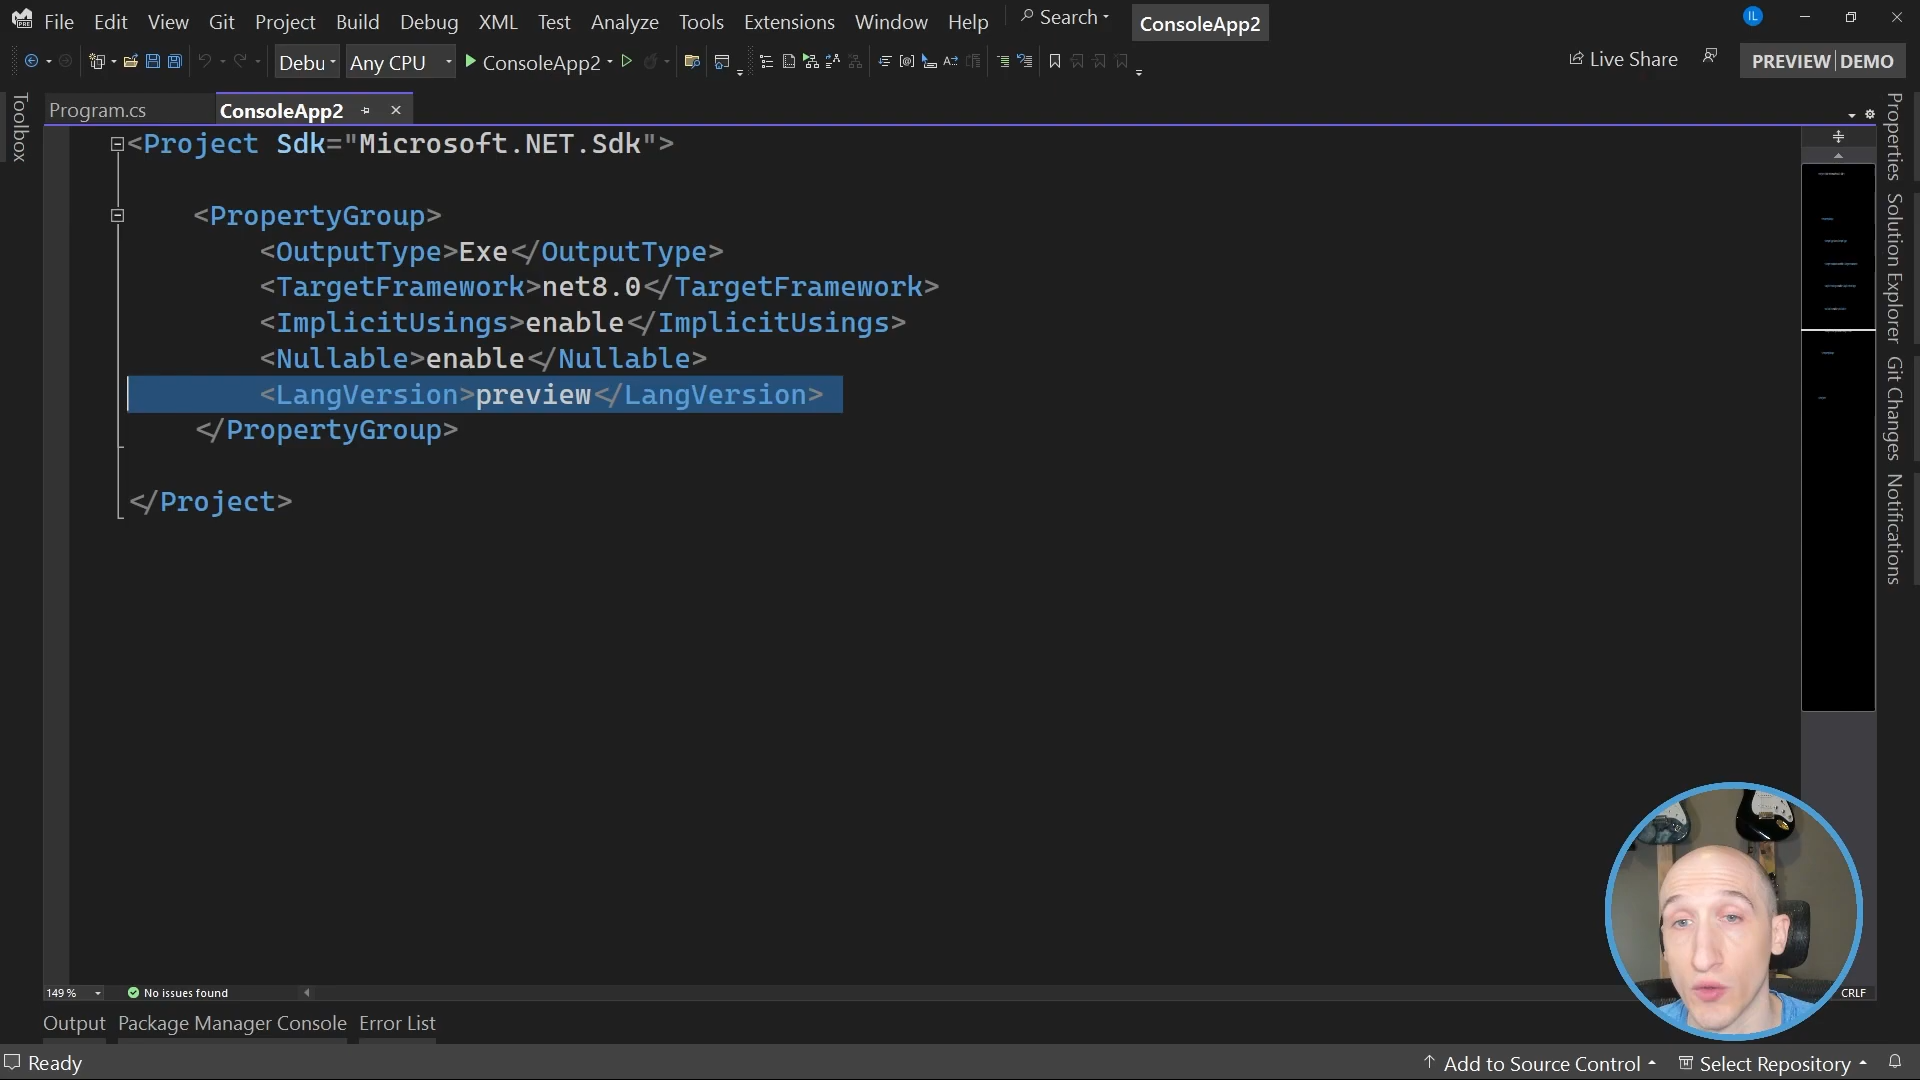 File Edit View Git Project Build Debug XML Test Analyze Tools Extensions Window Help Search ConsoleApp2 IL
Debu Any CPU ConsoleApp2 Live Share PREVIEW DEMO
Toolbox
Program.cs ConsoleApp2
<Project Sdk="Microsoft.NET.Sdk">
<PropertyGroup>
<OutputType>Exe</OutputType>
<TargetFramework>net8.0</TargetFramework>
<ImplicitUsings>enable</ImplicitUsings>
<Nullable>enable</Nullable>
<LangVersion>preview</LangVersion>
</PropertyGroup>
</Project>
Properties
Solution Explorer
Git Changes
Notifications
149 % No issues found CRLF
Output Package Manager Console Error List
Ready Add to Source Control Select Repository